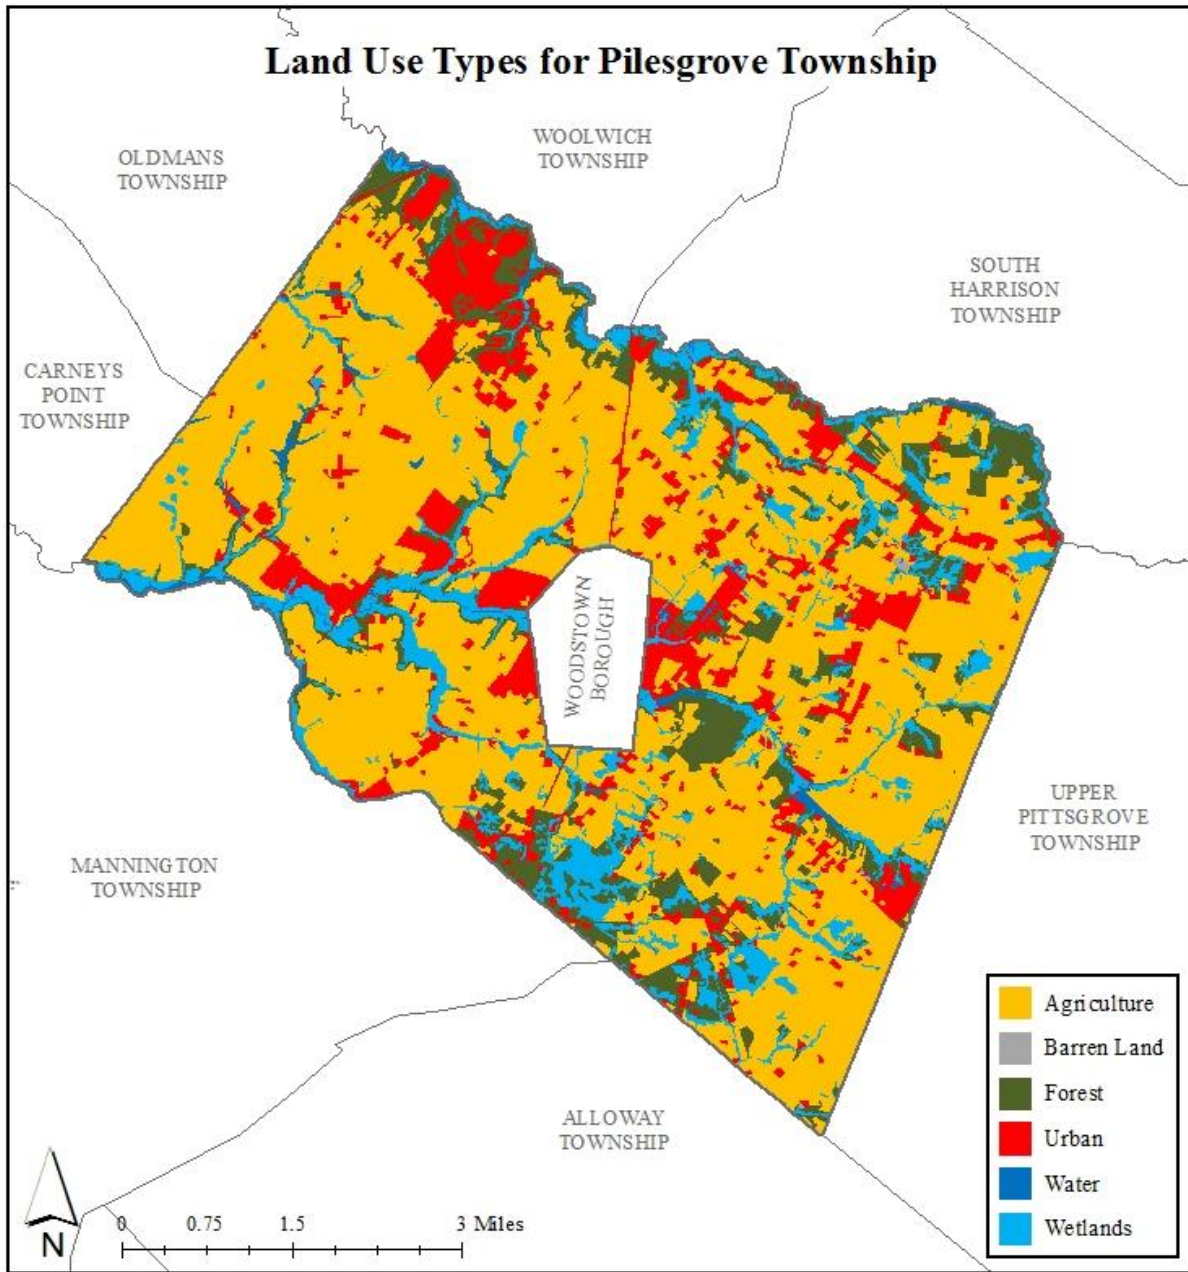 Land Use Types for Pilesgrove Township
WOOLWICH
TOWNSHIP
OLDMANS
TOWNSHIP
SOUTH
HARRISON
TOWNSHIP
CARNEYS
POINT
TOWNSHIP
WOODSTOWN
BOROUGH
UPPER
PITTSGROVE
TOWNSHIP
MANNINGTON
TOWNSHIP
ALLOWAY
TOWNSHIP
Agriculture
Barren Land
Forest
Urban
Water
Wetlands
N
0 0.75 1.5 3 Miles